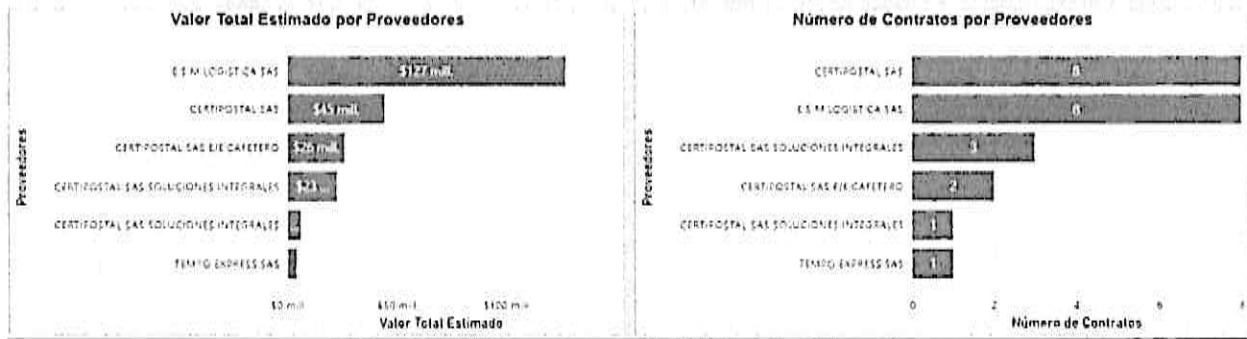 Valor Total Estimado por Proveedores
Proveedores
E.S.M LOGISTICA SAS
$127 mill.
CERTIPOSTAL SAS
$45 mill.
CERTIPOSTAL SAS EJE CAFETERO
$26 mill.
CERTIPOSTAL SAS SOLUCIONES INTEGRALES
CERTIPOSTAL SAS SOLUCIONES INTEGRALES
TEMPO EXPRESS SAS
$0 mill.
$50 mill.
$100 mill.
Valor Total Estimado
Número de Contratos por Proveedores
Proveedores
CERTIPOSTAL SAS
8
E.S.M LOGISTICA SAS
8
CERTIPOSTAL SAS SOLUCIONES INTEGRALES
3
CERTIPOSTAL SAS EJE CAFETERO
2
CERTIPOSTAL SAS SOLUCIONES INTEGRALES
1
TEMPO EXPRESS SAS
1
0
2
4
6
8
Número de Contratos